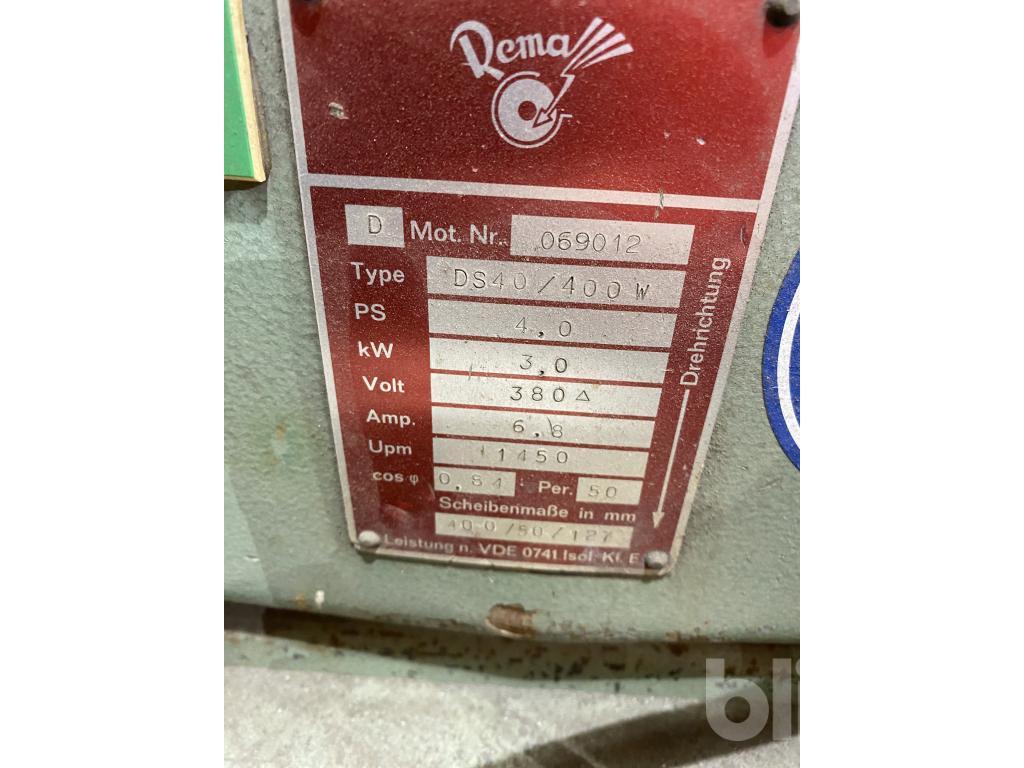 Rema
D Mot. Nr. 069012
Type DS40/400 W
PS 4,0
kW 3,0
Volt 380 Δ
Amp. 6,8
Upm 1450
cos φ 0,84 Per. 50
Scheibenmaße in mm
400/50/127
Leistung n. VDE 0741 Isol. Kl. E
Drehrichtung